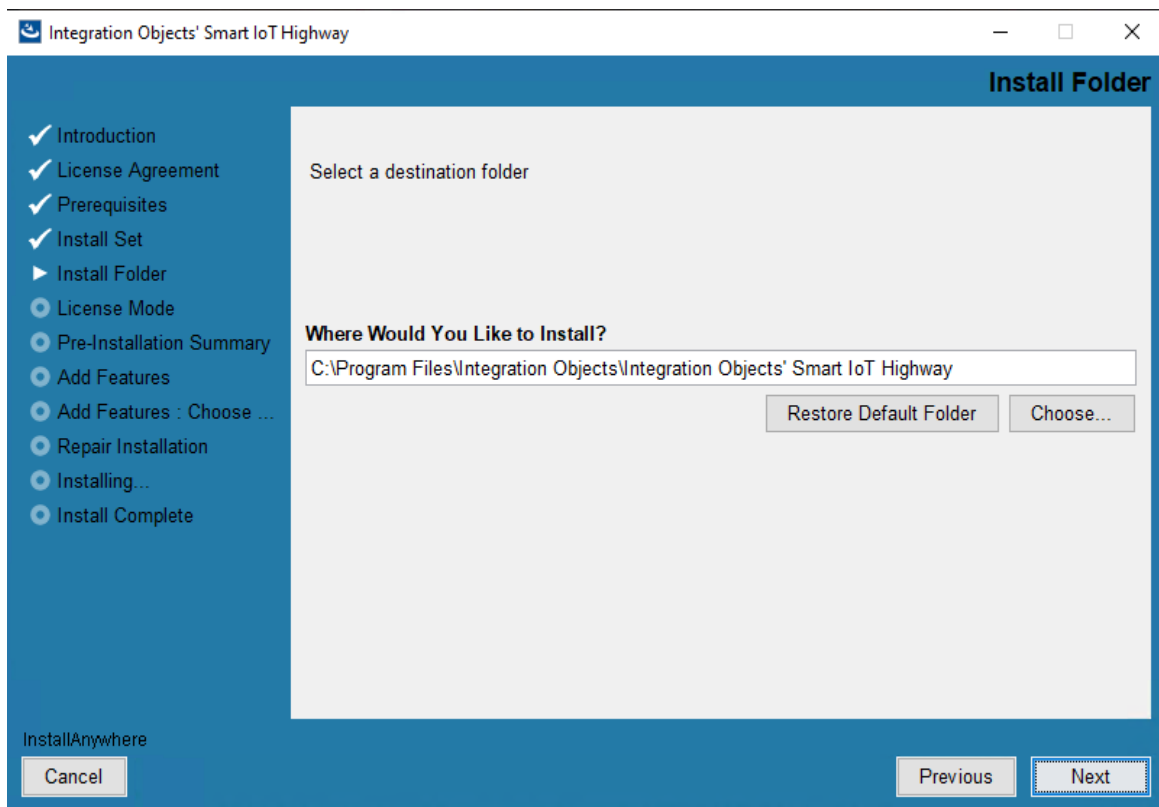 Integration Objects' Smart IoT Highway
Install Folder
Introduction
License Agreement
Prerequisites
Install Set
Install Folder
License Mode
Pre-Installation Summary
Add Features
Add Features : Choose ...
Repair Installation
Installing...
Install Complete
Select a destination folder
Where Would You Like to Install?
C:\Program Files\Integration Objects\Integration Objects' Smart IoT Highway
Restore Default Folder
Choose...
InstallAnywhere
Cancel
Previous
Next